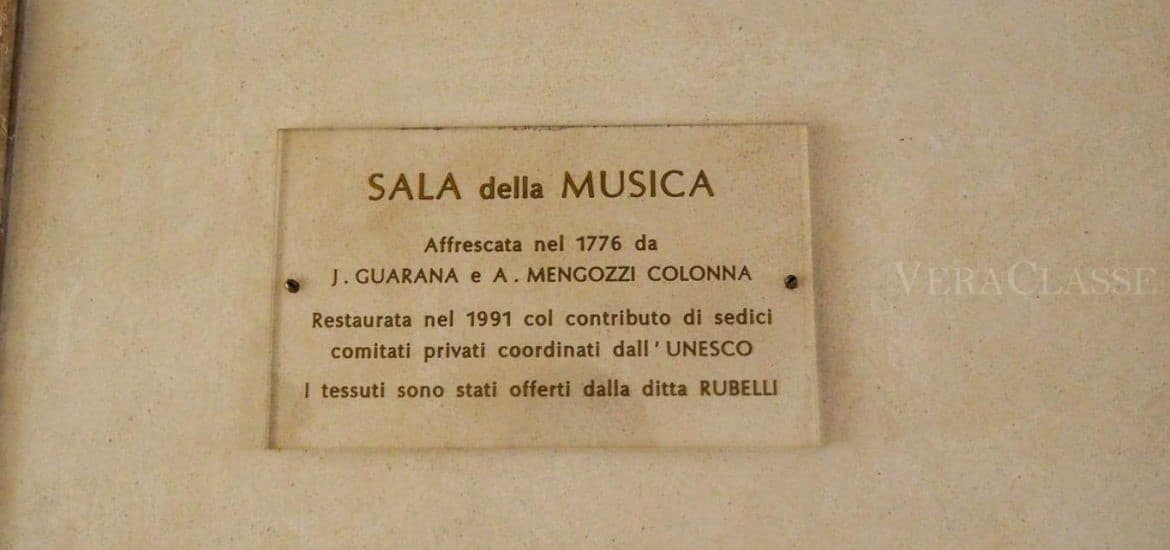 SALA della MUSICA
Affrescata nel 1776 da
J. GUARANA e A. MENGOZZI COLONNA
Restaurata nel 1991 col contributo di sedici
comitati privati coordinati dall' UNESCO
I tessuti sono stati offerti dalla ditta RUBELLI
VERACLASSE